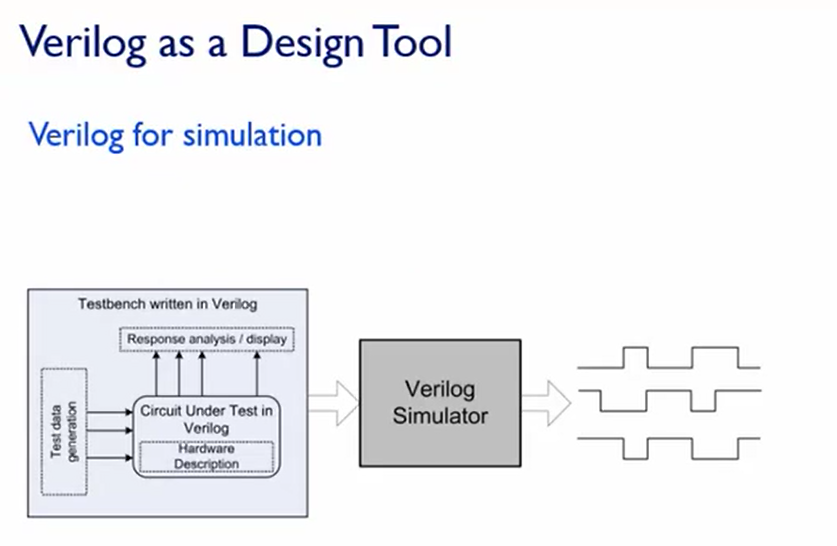 Verilog as a Design Tool
Verilog for simulation
Testbench written in Verilog
Response analysis / display
Test data
generation
Circuit Under Test in
Verilog
Hardware
Description
Verilog
Simulator